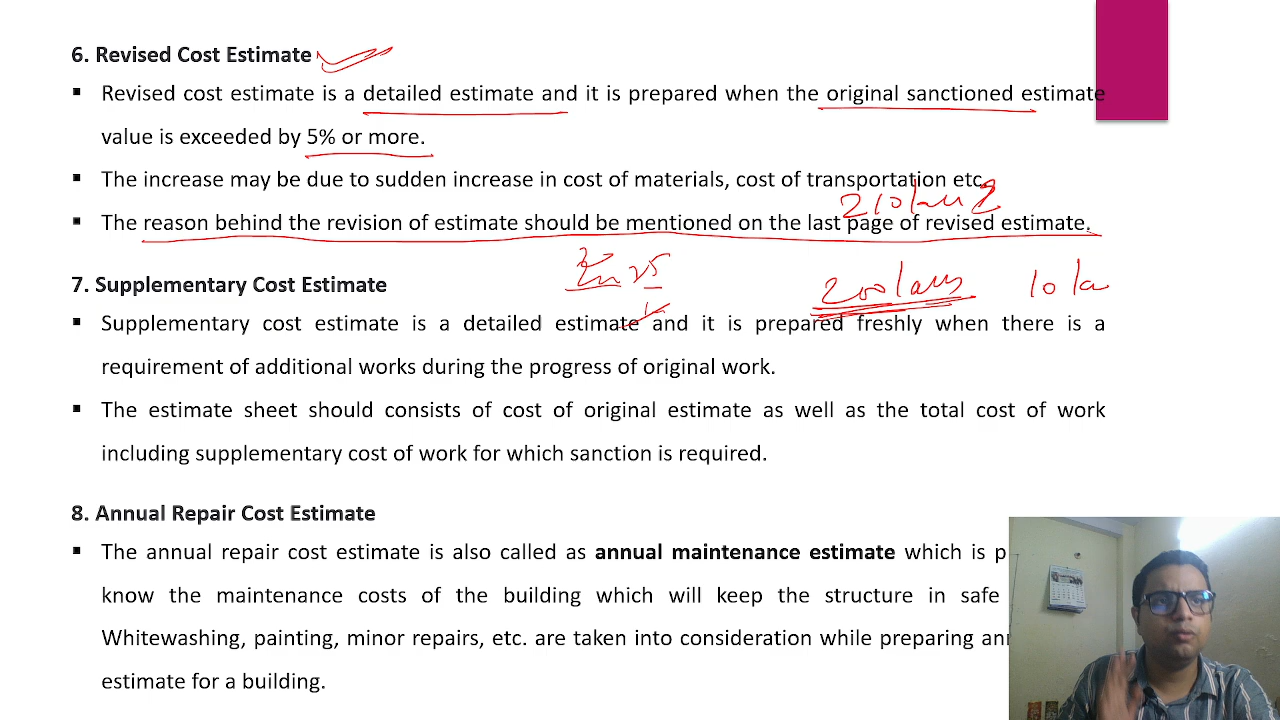 6. Revised Cost Estimate
▪ Revised cost estimate is a detailed estimate and it is prepared when the original sanctioned estimate
value is exceeded by 5% or more.
▪ The increase may be due to sudden increase in cost of materials, cost of transportation etc.
▪ The reason behind the revision of estimate should be mentioned on the last page of revised estimate.
7. Supplementary Cost Estimate
200 lakhs
▪ Supplementary cost estimate is a detailed estimate and it is prepared freshly when there is a
requirement of additional works during the progress of original work.
▪ The estimate sheet should consists of cost of original estimate as well as the total cost of work
including supplementary cost of work for which sanction is required.
8. Annual Repair Cost Estimate
▪ The annual repair cost estimate is also called as annual maintenance estimate which is p
know the maintenance costs of the building which will keep the structure in safe
Whitewashing, painting, minor repairs, etc. are taken into consideration while preparing an
estimate for a building.